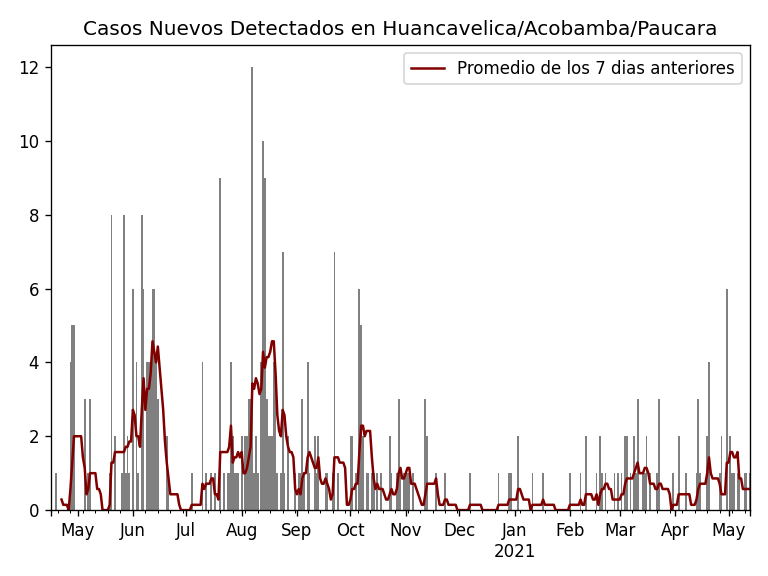 Casos Nuevos Detectados en Huancavelica/Acobamba/Paucara
Promedio de los 7 dias anteriores
12
10
8
6
4
2
0
May Jun Jul Aug Sep Oct Nov Dec Jan Feb Mar Apr May
2021